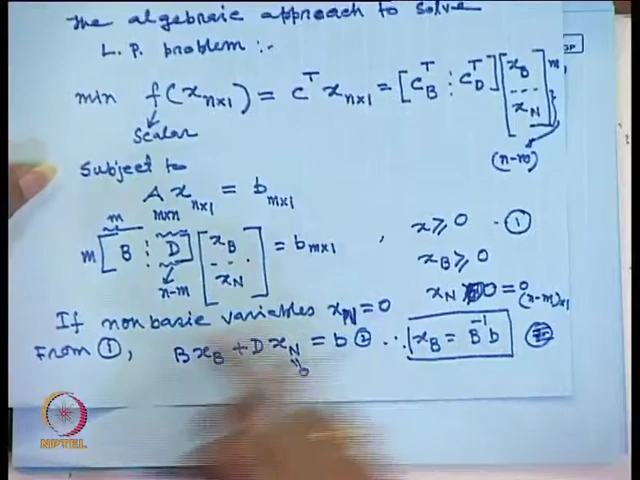 The algebraic approach to solve
L.P. problem :-
min f(x_{n×1}) = c^T x_{n×1} = [c_B^T ⋮ c_D^T] [x_B ... x_N] m
Scalar
(n-m)
Subject to
A x_{n×1} = b_{m×1}
m×n
x ≥ 0 - ①
m
m [B ⋮ D] [x_B ... x_N] = b_{m×1} ,
n-m
x_B ≥ 0
x_N = 0_{(n-m)×1}
If nonbasic variables x_N = 0
From ①, B x_B + D x_N = b ② ∴ x_B = B^{-1} b
= 0
NPTEL